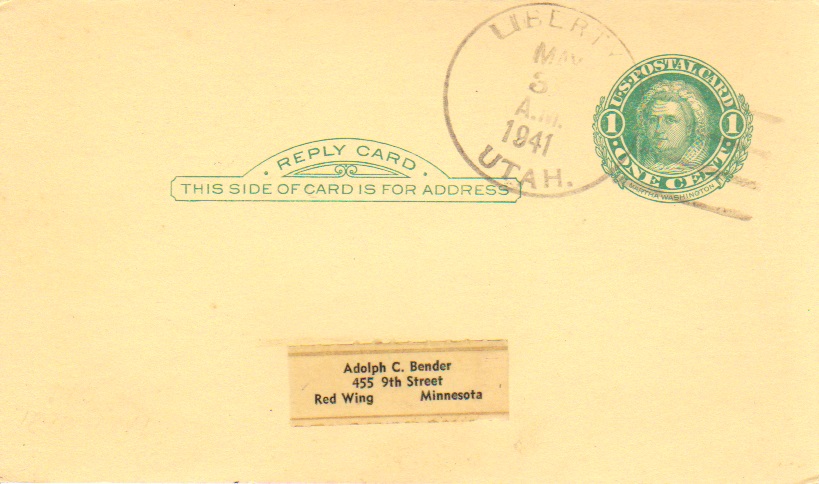 LIBERTY
MAY
3
A.M.
1941
UTAH.
U.S. POSTAL CARD
1 1
ONE CENT
MARTHA WASHINGTON
· REPLY CARD ·
THIS SIDE OF CARD IS FOR ADDRESS
Adolph C. Bender
455 9th Street
Red Wing Minnesota